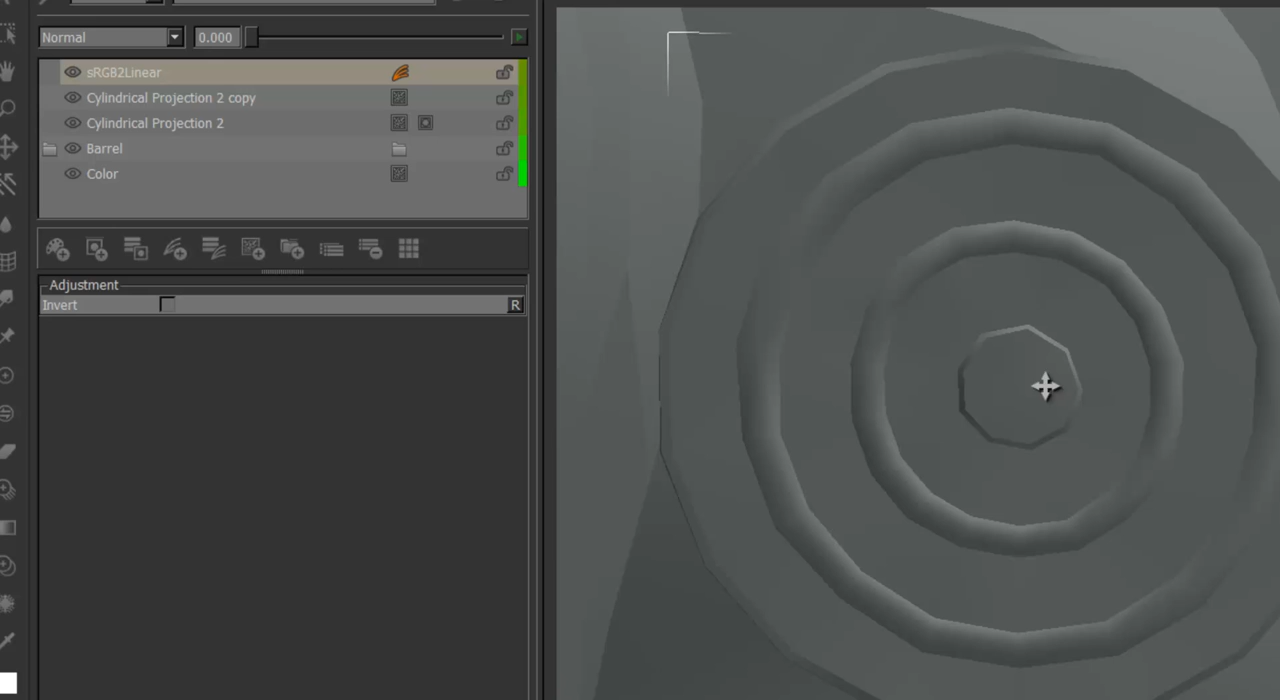 Normal 0.000
sRGB2Linear
Cylindrical Projection 2 copy
Cylindrical Projection 2
Barrel
Color
Adjustment
Invert R